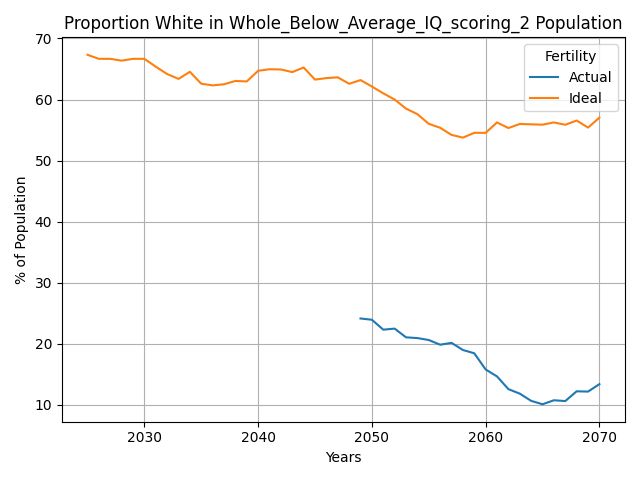 Proportion White in Whole_Below_Average_IQ_scoring_2 Population
70
60
50
40
30
20
10
% of Population
Fertility
Actual
Ideal
2030 2040 2050 2060 2070
Years